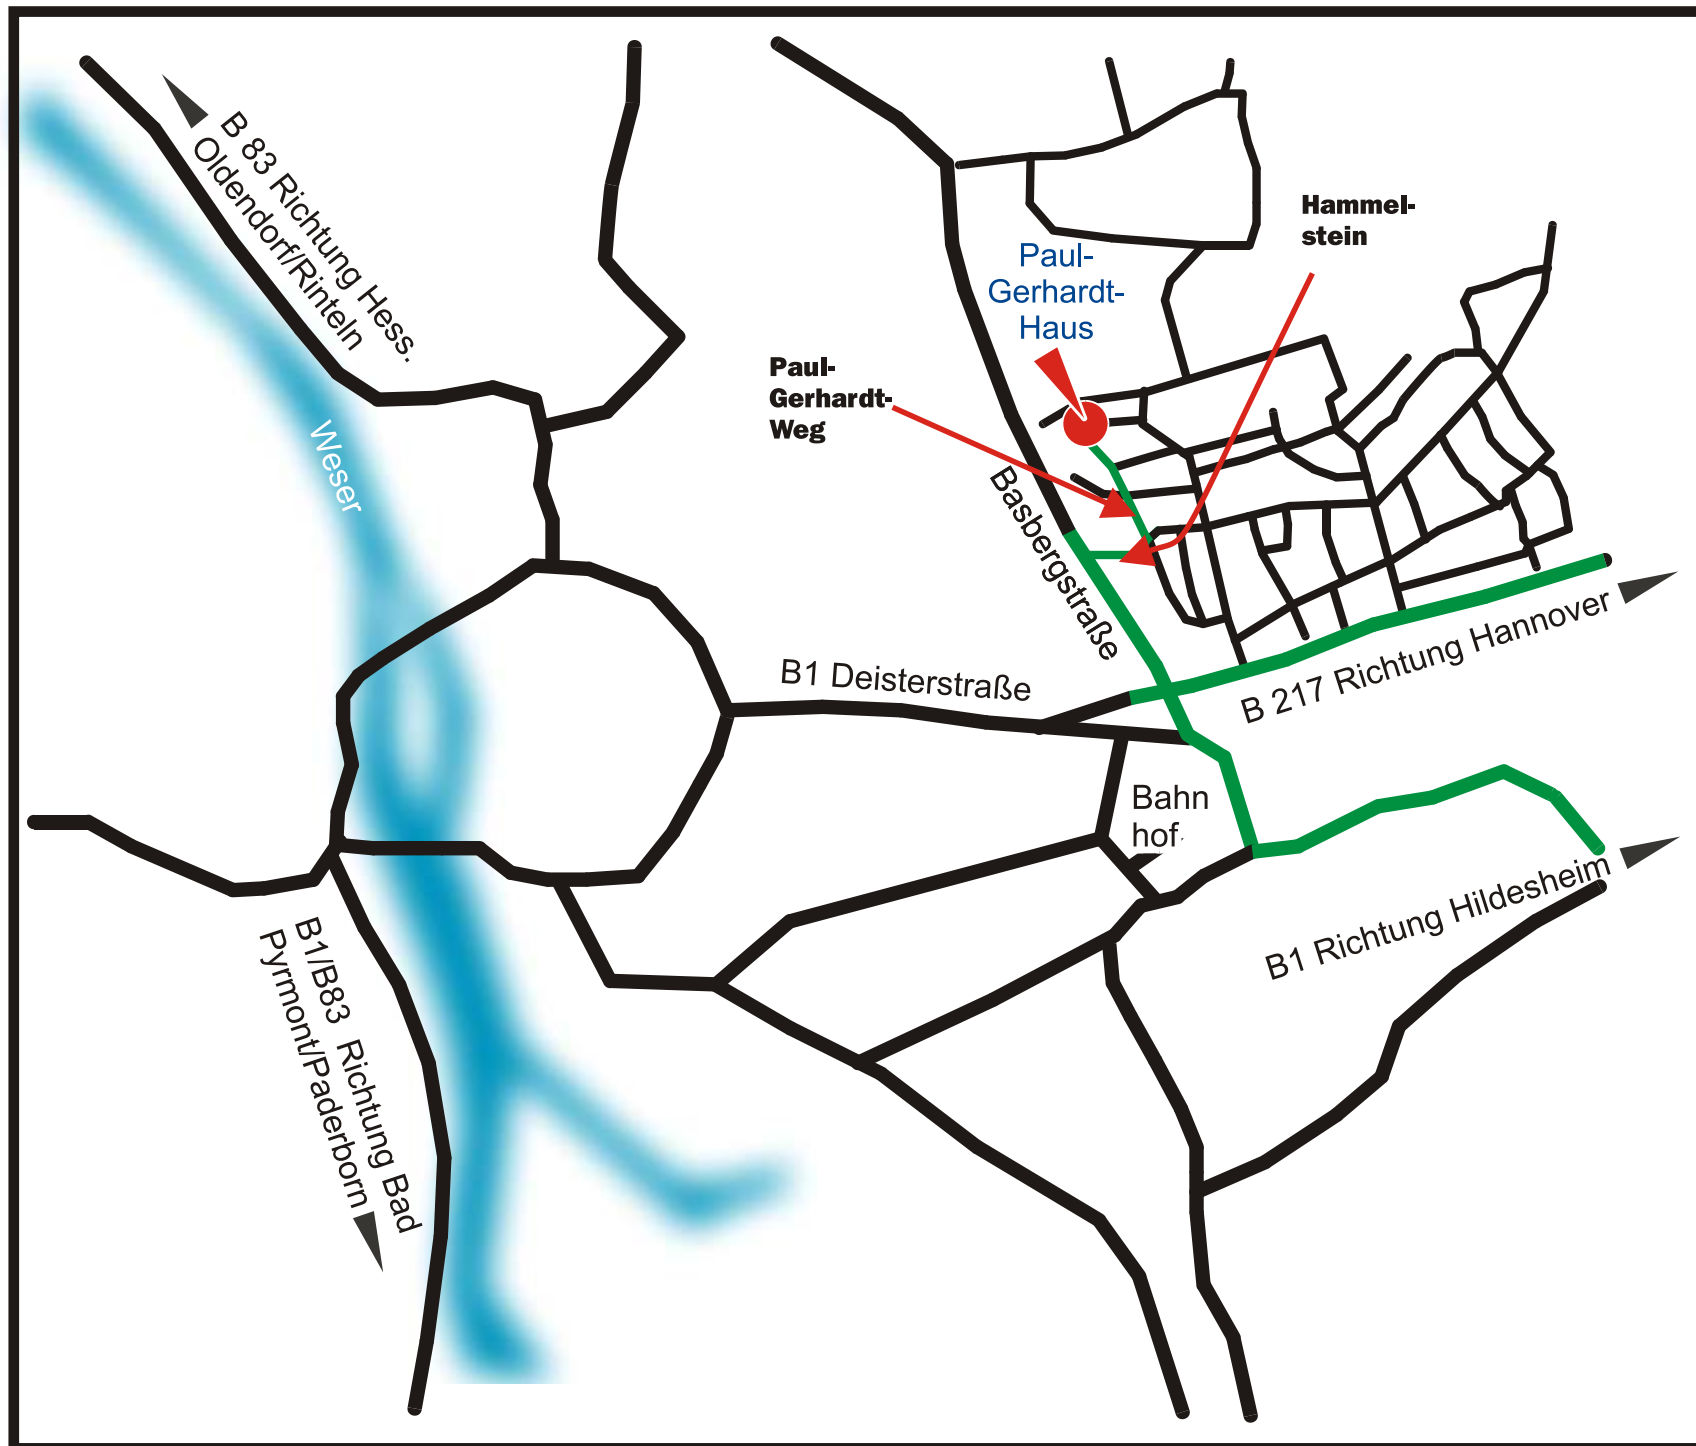 B 83 Richtung Hess.
Oldendorf/Rinteln
Weser
Paul-
Gerhardt-
Haus
Hammel-
stein
Paul-
Gerhardt-
Weg
Basbergstraße
B1 Deisterstraße
B 217 Richtung Hannover
Bahn
hof
B1 Richtung Hildesheim
B1/B83 Richtung Bad
Pyrmont/Paderborn